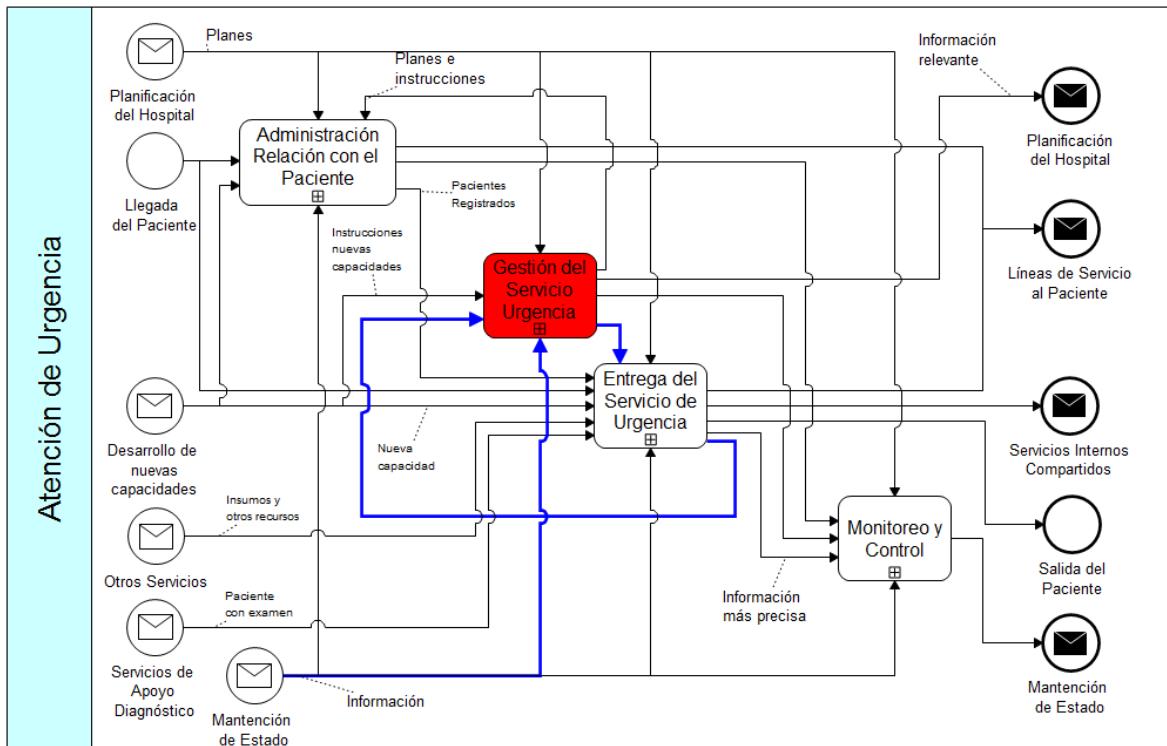 Atención de Urgencia
Planes
Planificación
del Hospital
Planes e
instrucciones
Información
relevante
Planificación
del Hospital
Administración
Relación con el
Paciente
Llegada
del Paciente
Pacientes
Registrados
Instrucciones
nuevas
capacidades
Gestión del
Servicio
Urgencia
Líneas de Servicio
al Paciente
Entrega del
Servicio de
Urgencia
Desarrollo de
nuevas
capacidades
Nueva
capacidad
Servicios Internos
Compartidos
Insumos y
otros recursos
Otros Servicios
Monitoreo y
Control
Salida del
Paciente
Paciente
con examen
Información
más precisa
Servicios de
Apoyo
Diagnóstico
Información
Mantención
de Estado
Mantención
de Estado